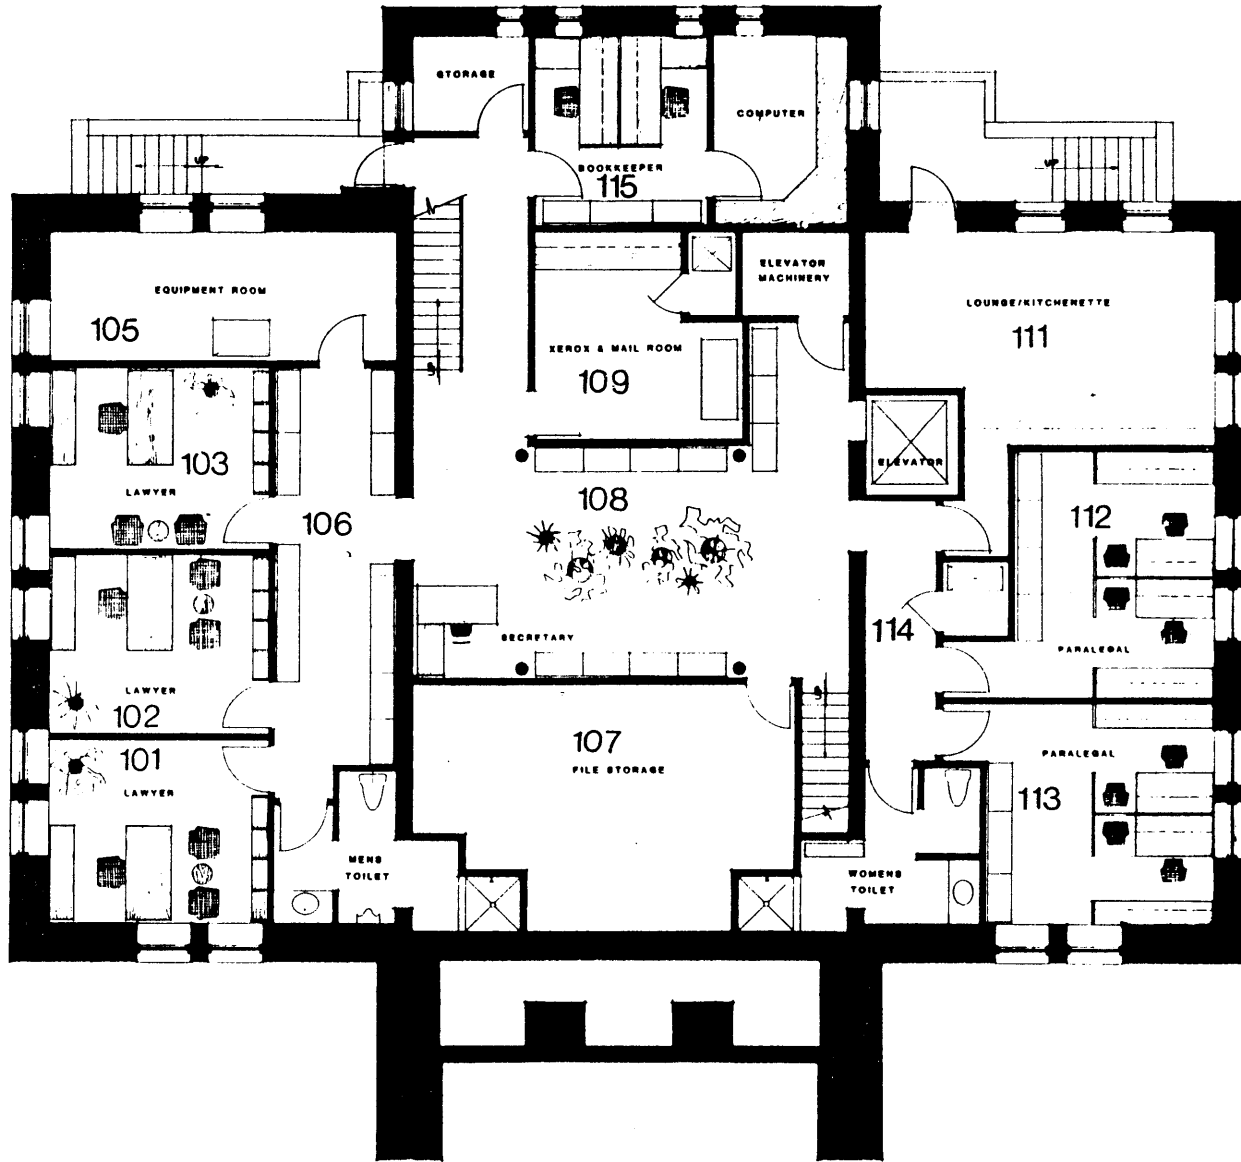 STORAGE
COMPUTER
UP
BOOKKEEPER
UP
115
ELEVATOR
MACHINERY
EQUIPMENT ROOM
LOUNGE/KITCHENETTE
105
111
XEROX & MAIL ROOM
109
103
ELEVATOR
LAWYER
108
106
112
114
SECRETARY
PARALEGAL
LAWYER
102
107
101
PARALEGAL
FILE STORAGE
LAWYER
113
MENS
TOILET
WOMENS
TOILET